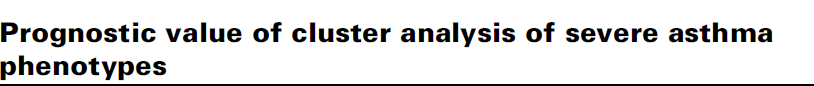 Prognostic value of cluster analysis of severe asthma
phenotypes